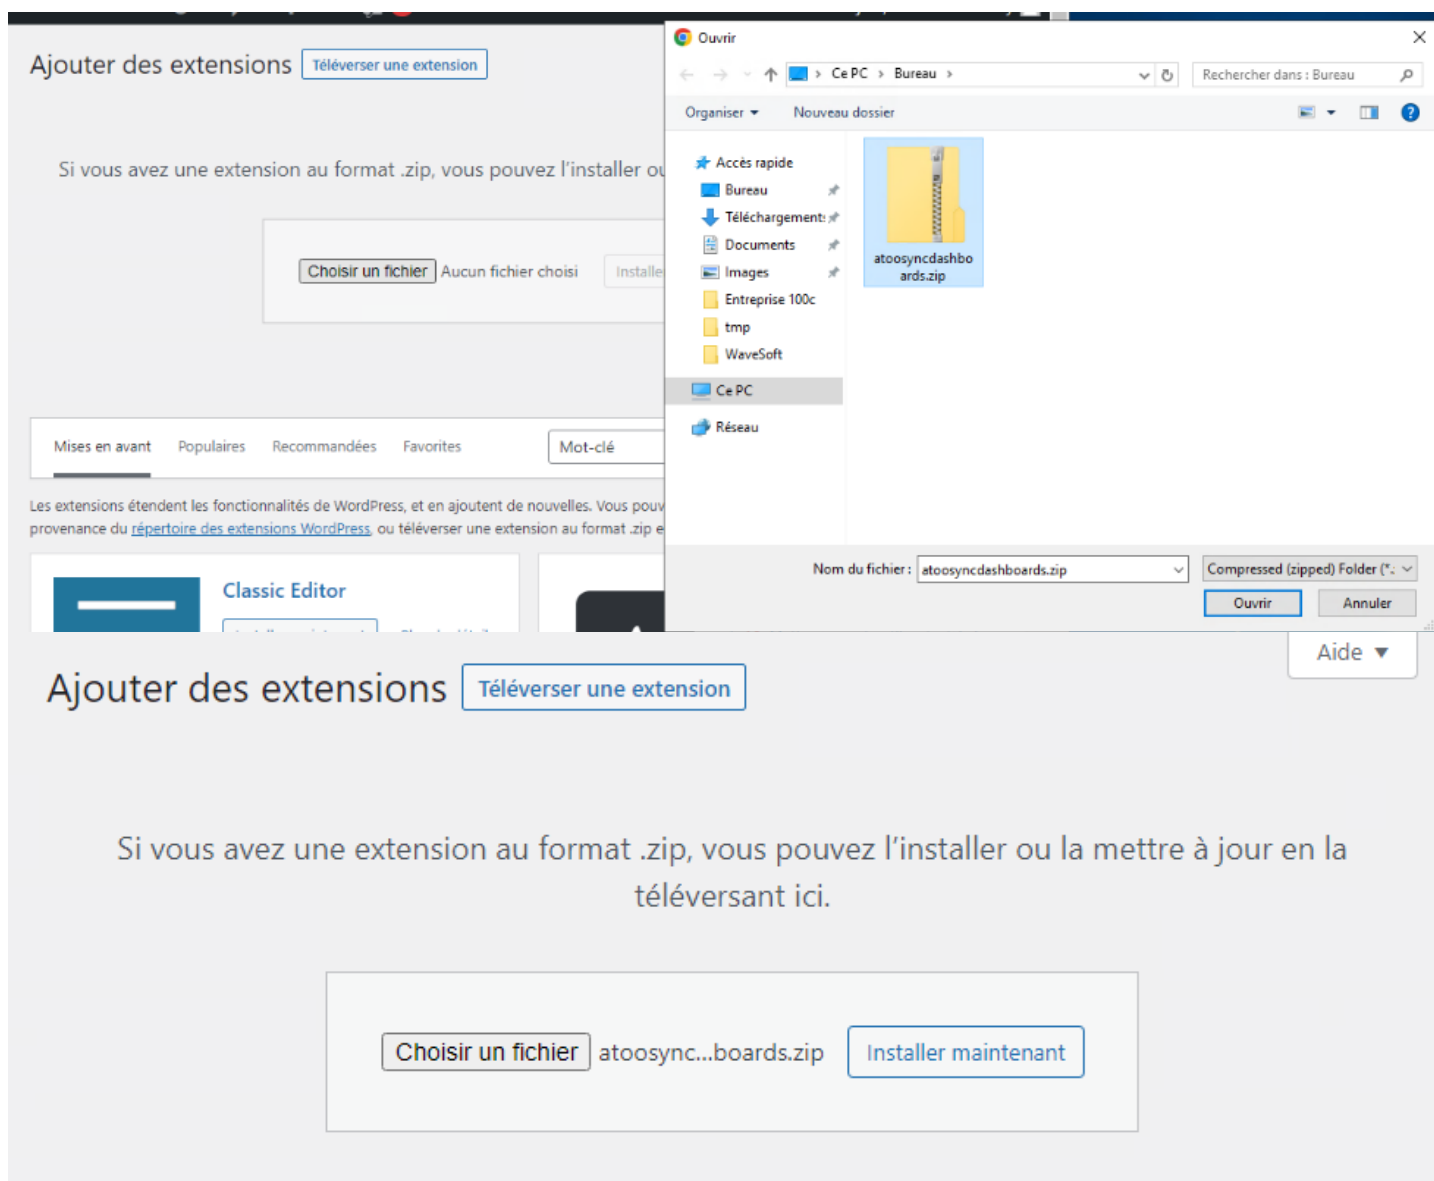 Ajouter des extensions Téléverser une extension
Si vous avez une extension au format .zip, vous pouvez l'installer ou
Choisir un fichier Aucun fichier choisi Installe
Mises en avant Populaires Recommandées Favorites Mot-clé
Les extensions étendent les fonctionnalités de WordPress, et en ajoutent de nouvelles. Vous pouv
provenance du répertoire des extensions WordPress, ou téléverser une extension au format .zip e
Classic Editor
Ouvrir
Ce PC > Bureau >
Rechercher dans : Bureau
Organiser Nouveau dossier
Accès rapide
Bureau
Téléchargement
Documents
Images
Entreprise 100c
tmp
WaveSoft
Ce PC
Réseau
atoosyncdashbo
ards.zip
Nom du fichier : atoosyncdashboards.zip Compressed (zipped) Folder (*.
Ouvrir Annuler
Aide ▼
Ajouter des extensions Téléverser une extension
Si vous avez une extension au format .zip, vous pouvez l'installer ou la mettre à jour en la
téléversant ici.
Choisir un fichier atoosync...boards.zip Installer maintenant